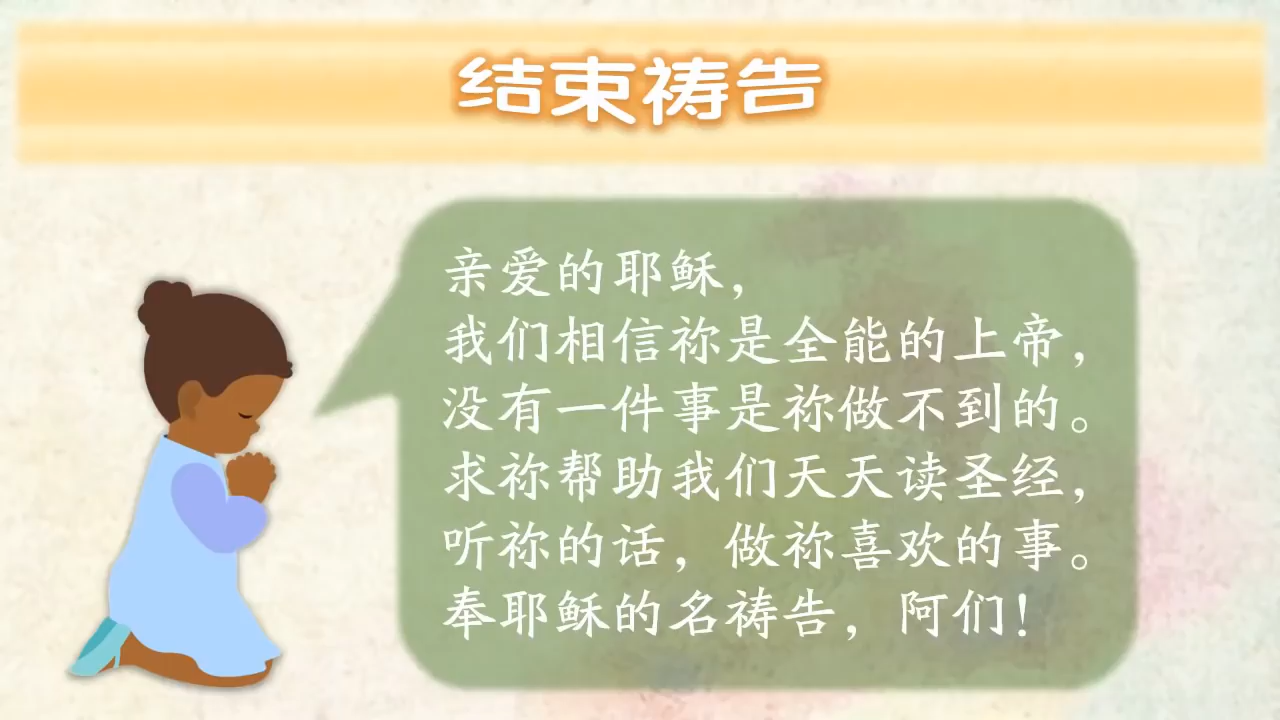 结束祷告
亲爱的耶稣，
我们相信祢是全能的上帝，
没有一件事是祢做不到的。
求祢帮助我们天天读圣经，
听祢的话，做祢喜欢的事。
奉耶稣的名祷告，阿们！